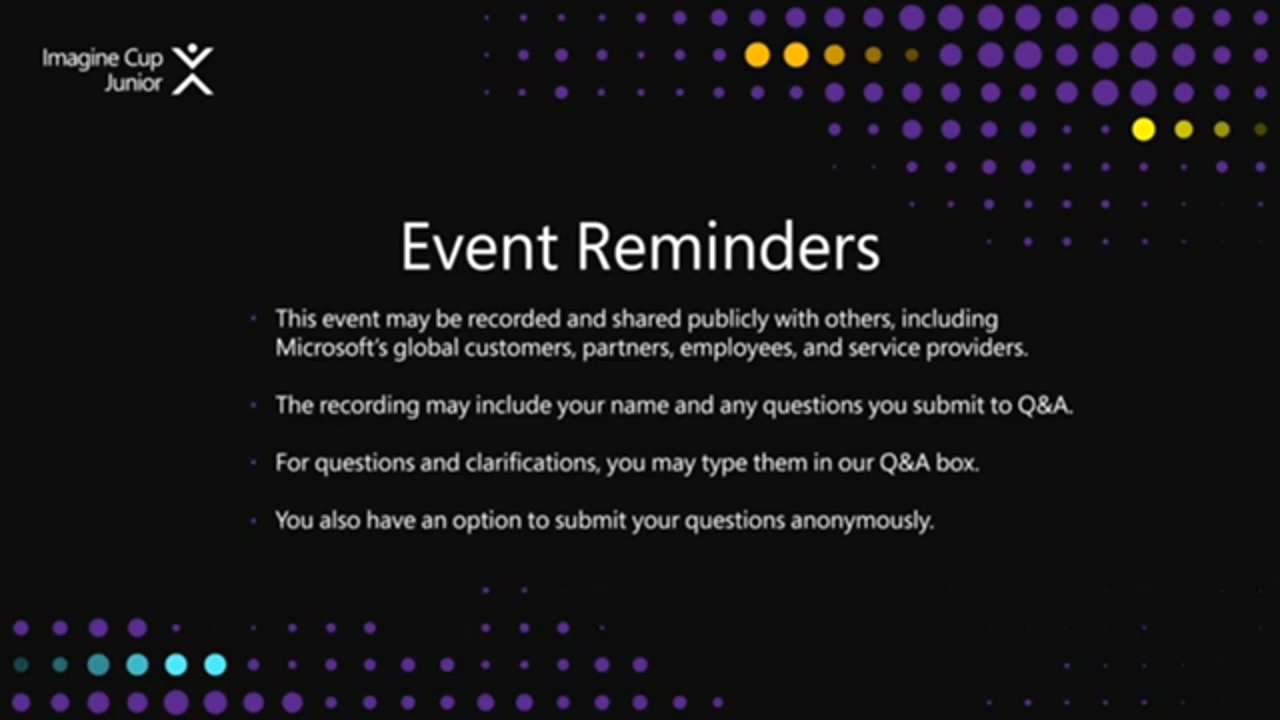 Imagine Cup
Junior
Event Reminders
• This event may be recorded and shared publicly with others, including
Microsoft's global customers, partners, employees, and service providers.
• The recording may include your name and any questions you submit to Q&A.
• For questions and clarifications, you may type them in our Q&A box.
• You also have an option to submit your questions anonymously.